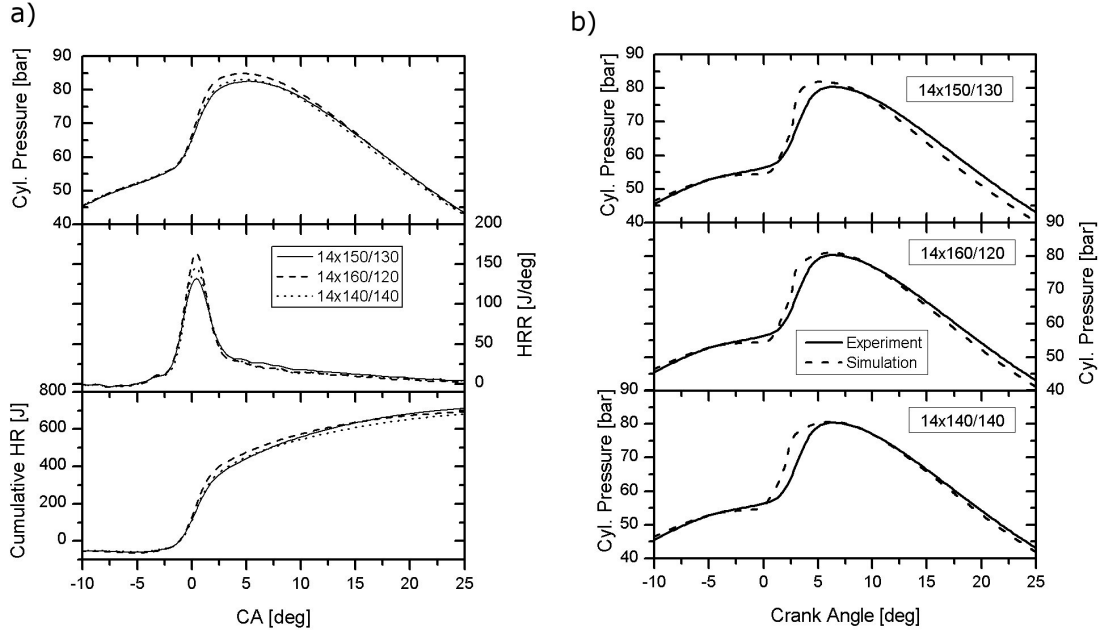 a)
Cyl. Pressure [bar]
90
80
70
60
50
40
200
150
100
50
0
HRR [J/deg]
14x150/130
14x160/120
14x140/140
800
600
400
200
0
Cumulative HR [J]
-10 -5 0 5 10 15 20 25
CA [deg]
b)
Cyl. Pressure [bar]
90
80
70
60
50
40
14x150/130
90
80
70
60
50
40
Cyl. Pressure [bar]
14x160/120
Experiment
Simulation
90
80
70
60
50
40
Cyl. Pressure [bar]
14x140/140
-10 -5 0 5 10 15 20 25
Crank Angle [deg]